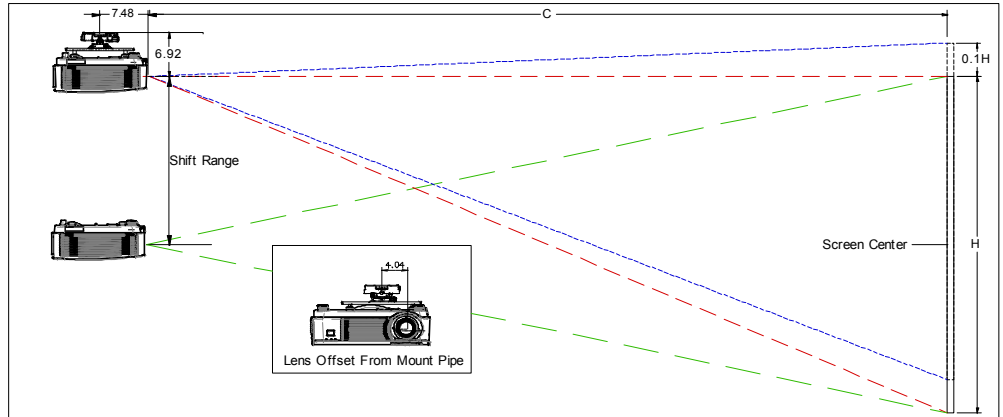 7.48
C
6.92
0.1H
Shift Range
Screen Center
H
4.04
Lens Offset From Mount Pipe